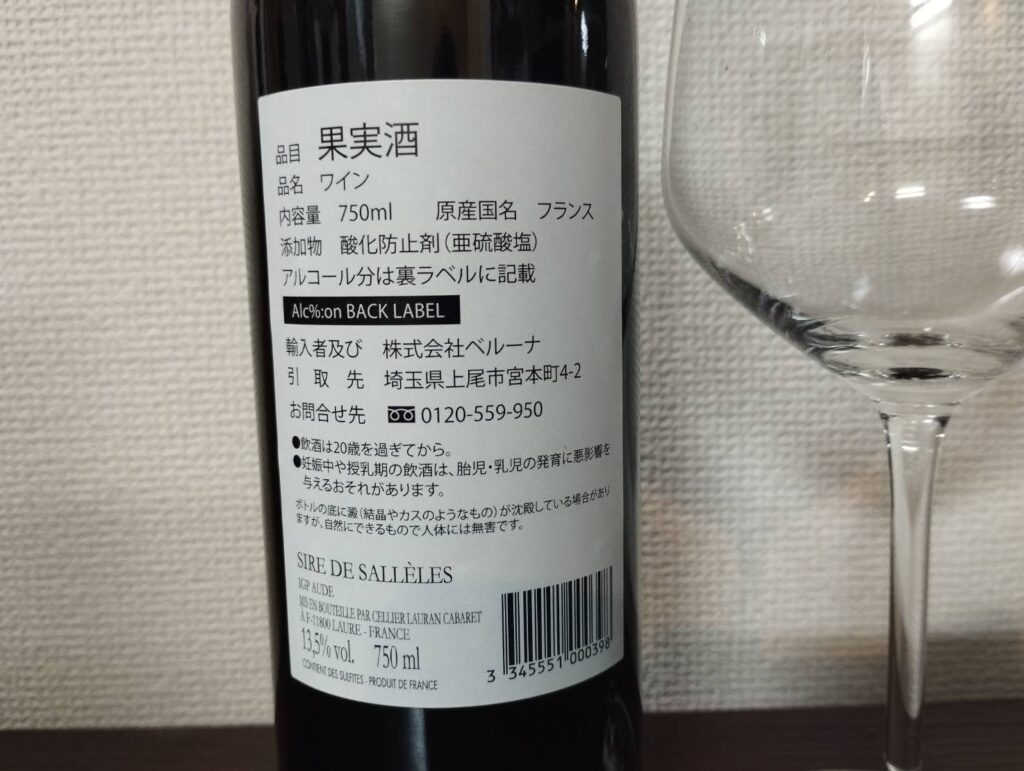 品目 果実酒
品名 ワイン
内容量 750ml 原産国名 フランス
添加物 酸化防止剤(亜硫酸塩)
アルコール分は裏ラベルに記載
Alc%:on BACK LABEL
輸入者及び 株式会社ベルーナ
引取先 埼玉県上尾市宮本町4-2
お問合せ先 0120-559-950
●飲酒は20歳を過ぎてから。
●妊娠中や授乳期の飲酒は、胎児・乳児の発育に悪影響を
与えるおそれがあります。
ボトルの底に澱(結晶やカスのようなもの)が沈殿している場合があり
ますが、自然にできるもので人体には無害です。
SIRE DE SALLÈLES
IGP AUDE
MIS EN BOUTEILLE PAR CELLIER LAURAN CABARET
À F-11800 LAURE - FRANCE
13,5% vol. 750 ml
CONTIENT DES SULFITES - PRODUIT DE FRANCE
3 345551 000398